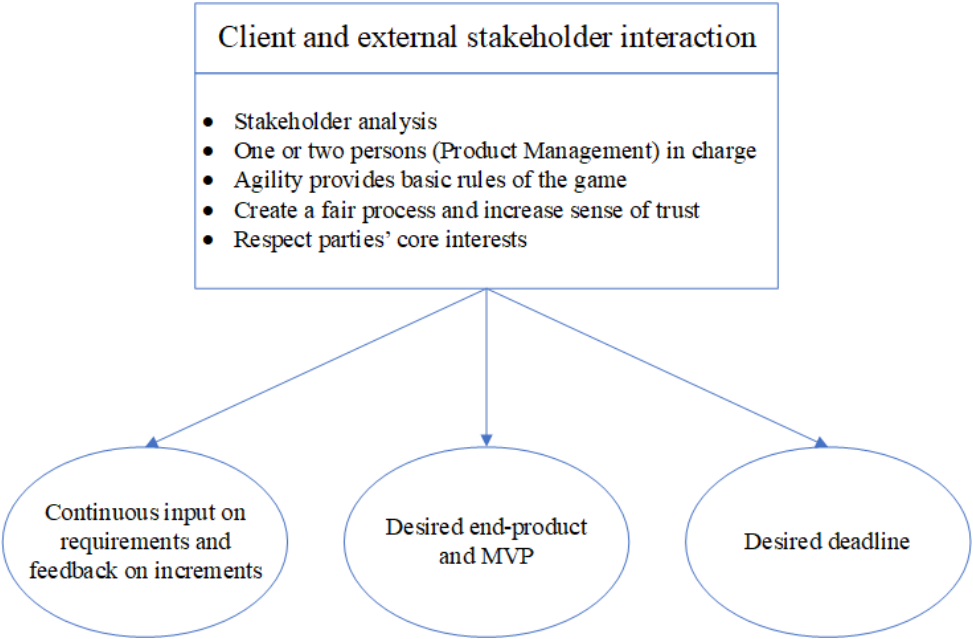 Client and external stakeholder interaction
• Stakeholder analysis
• One or two persons (Product Management) in charge
• Agility provides basic rules of the game
• Create a fair process and increase sense of trust
• Respect parties’ core interests
Continuous input on
requirements and
feedback on increments
Desired end-product
and MVP
Desired deadline